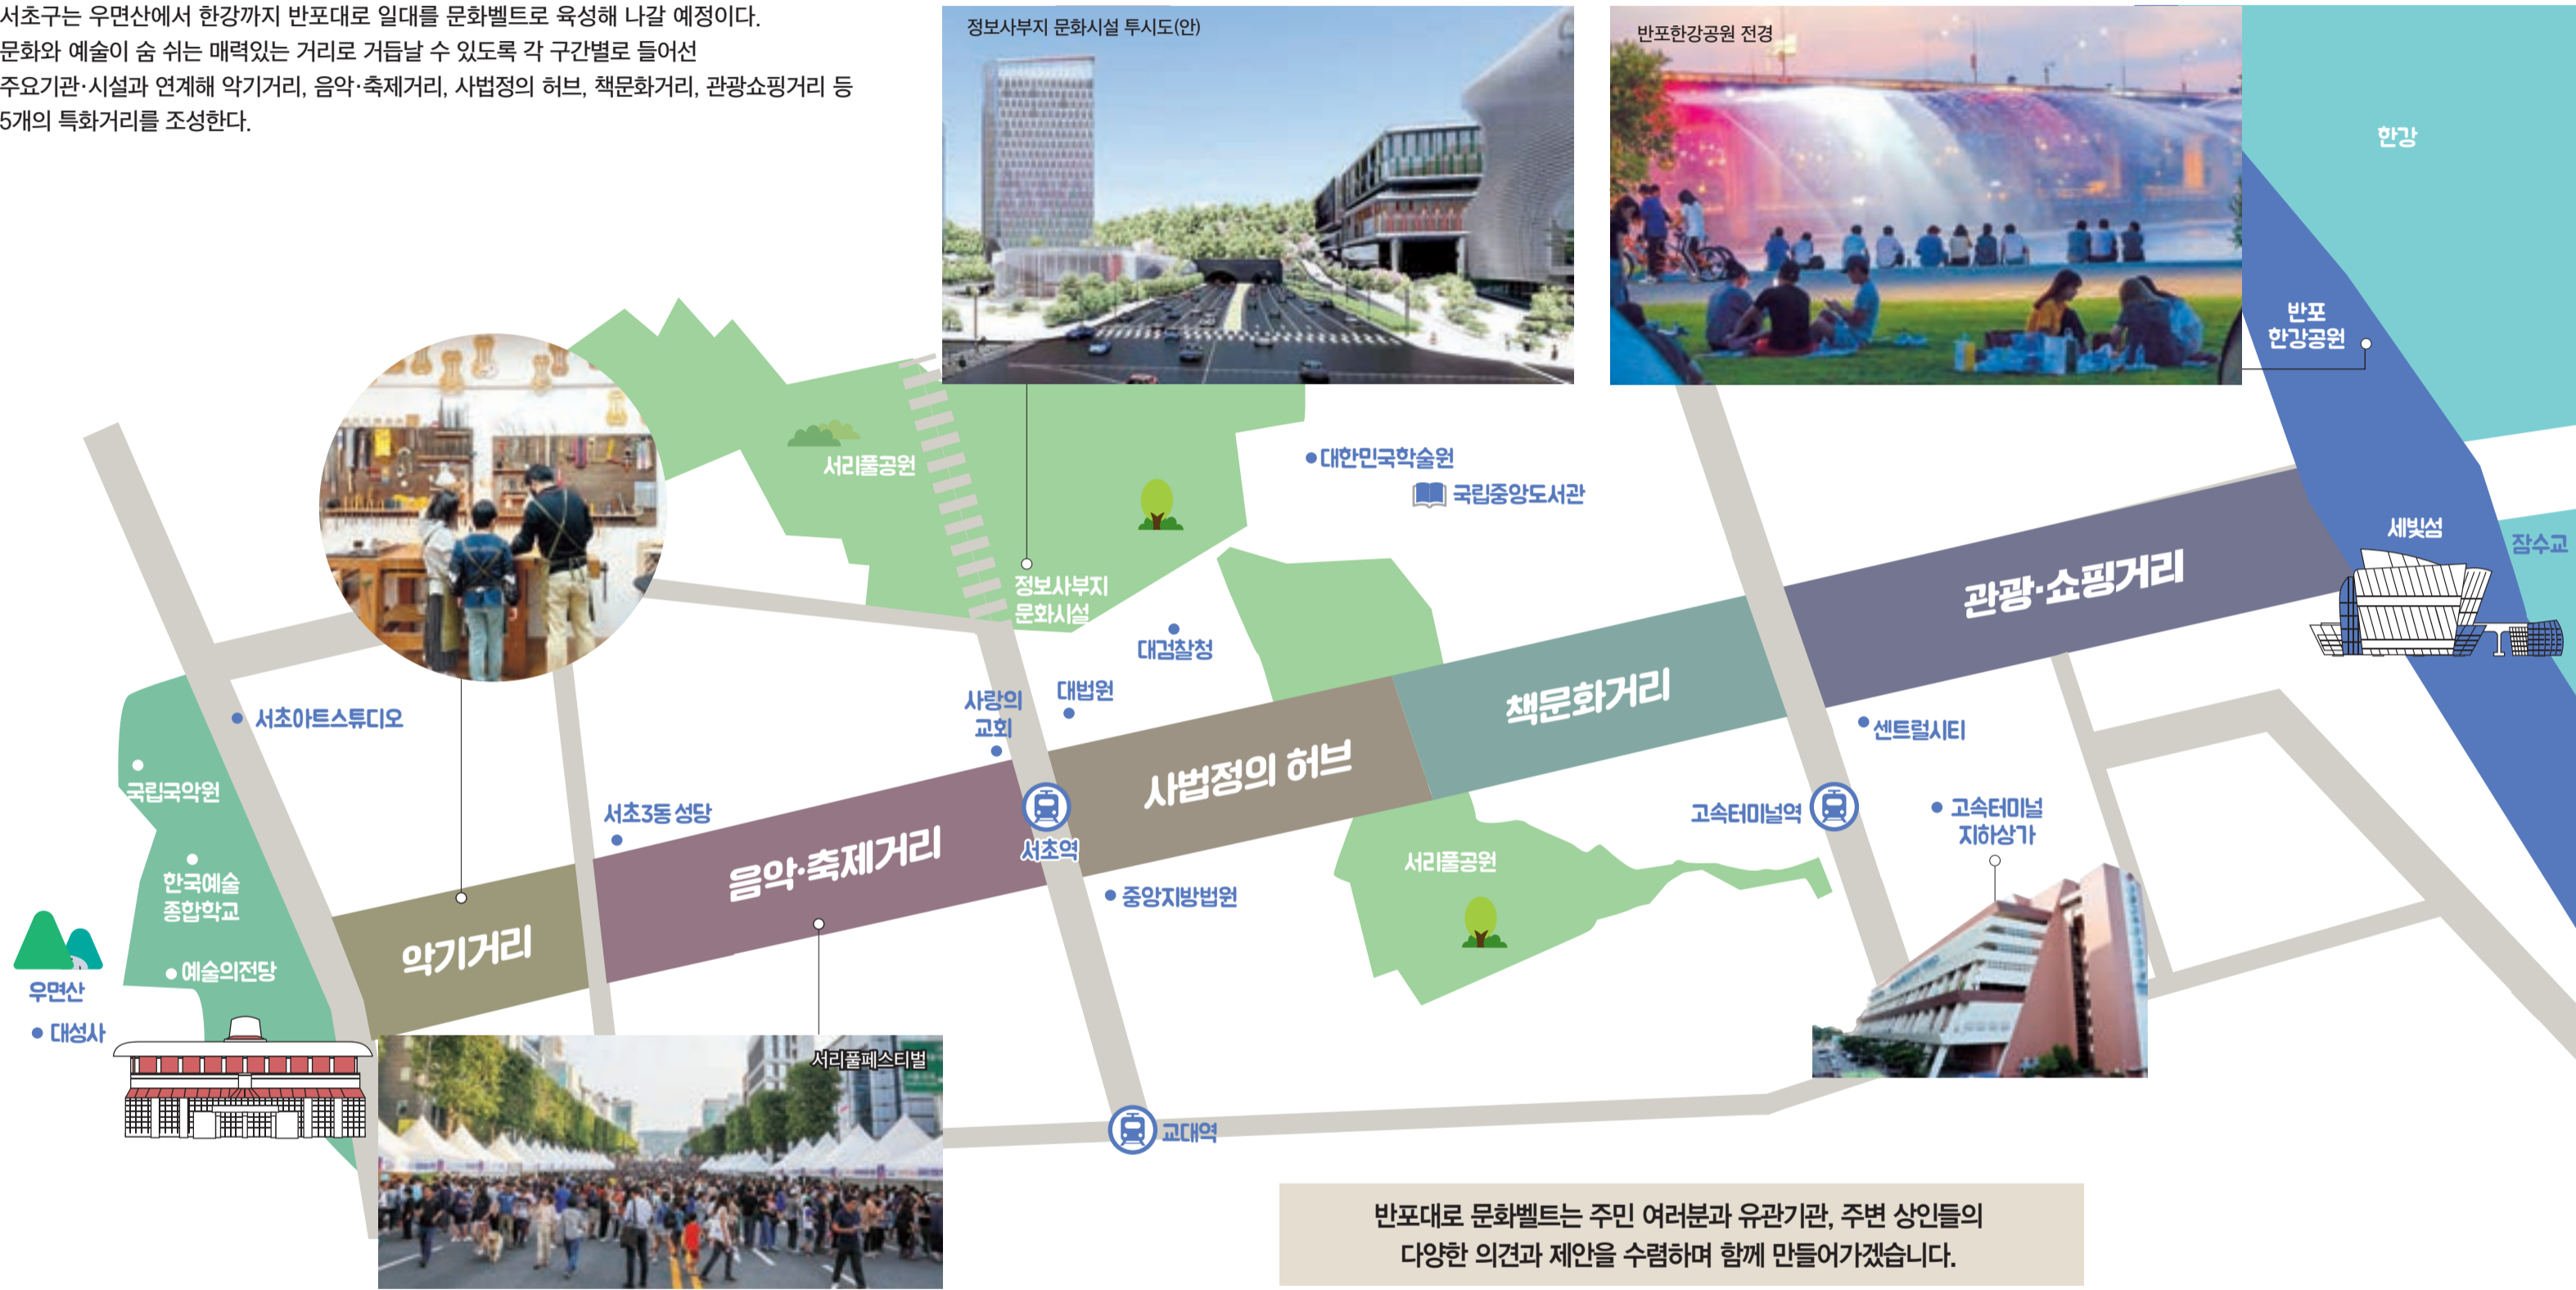 서초구는 우면산에서 한강까지 반포대로 일대를 문화벨트로 육성해 나갈 예정이다.
문화와 예술이 숨 쉬는 매력있는 거리로 거듭날 수 있도록 각 구간별로 들어선
주요기관·시설과 연계해 악기거리, 음악·축제거리, 사법정의 허브, 책문화거리, 관광쇼핑거리 등
5개의 특화거리를 조성한다.
정보사부지 문화시설 투시도(안)
반포한강공원 전경
한강
반포
한강공원
서리풀공원
대한민국학술원
국립중앙도서관
세빛섬
잠수교
정보사부지
문화시설
관광·쇼핑거리
대검찰청
대법원
사랑의
교회
책문화거리
서초아트스튜디오
센트럴시티
사법정의 허브
국립국악원
서초3동 성당
고속터미널역
고속터미널
지하상가
음악·축제거리
서초역
서리풀공원
한국예술
종합학교
중앙지방법원
악기거리
예술의전당
우면산
대성사
서리풀페스티벌
교대역
반포대로 문화벨트는 주민 여러분과 유관기관, 주변 상인들의
다양한 의견과 제안을 수렴하며 함께 만들어가겠습니다.